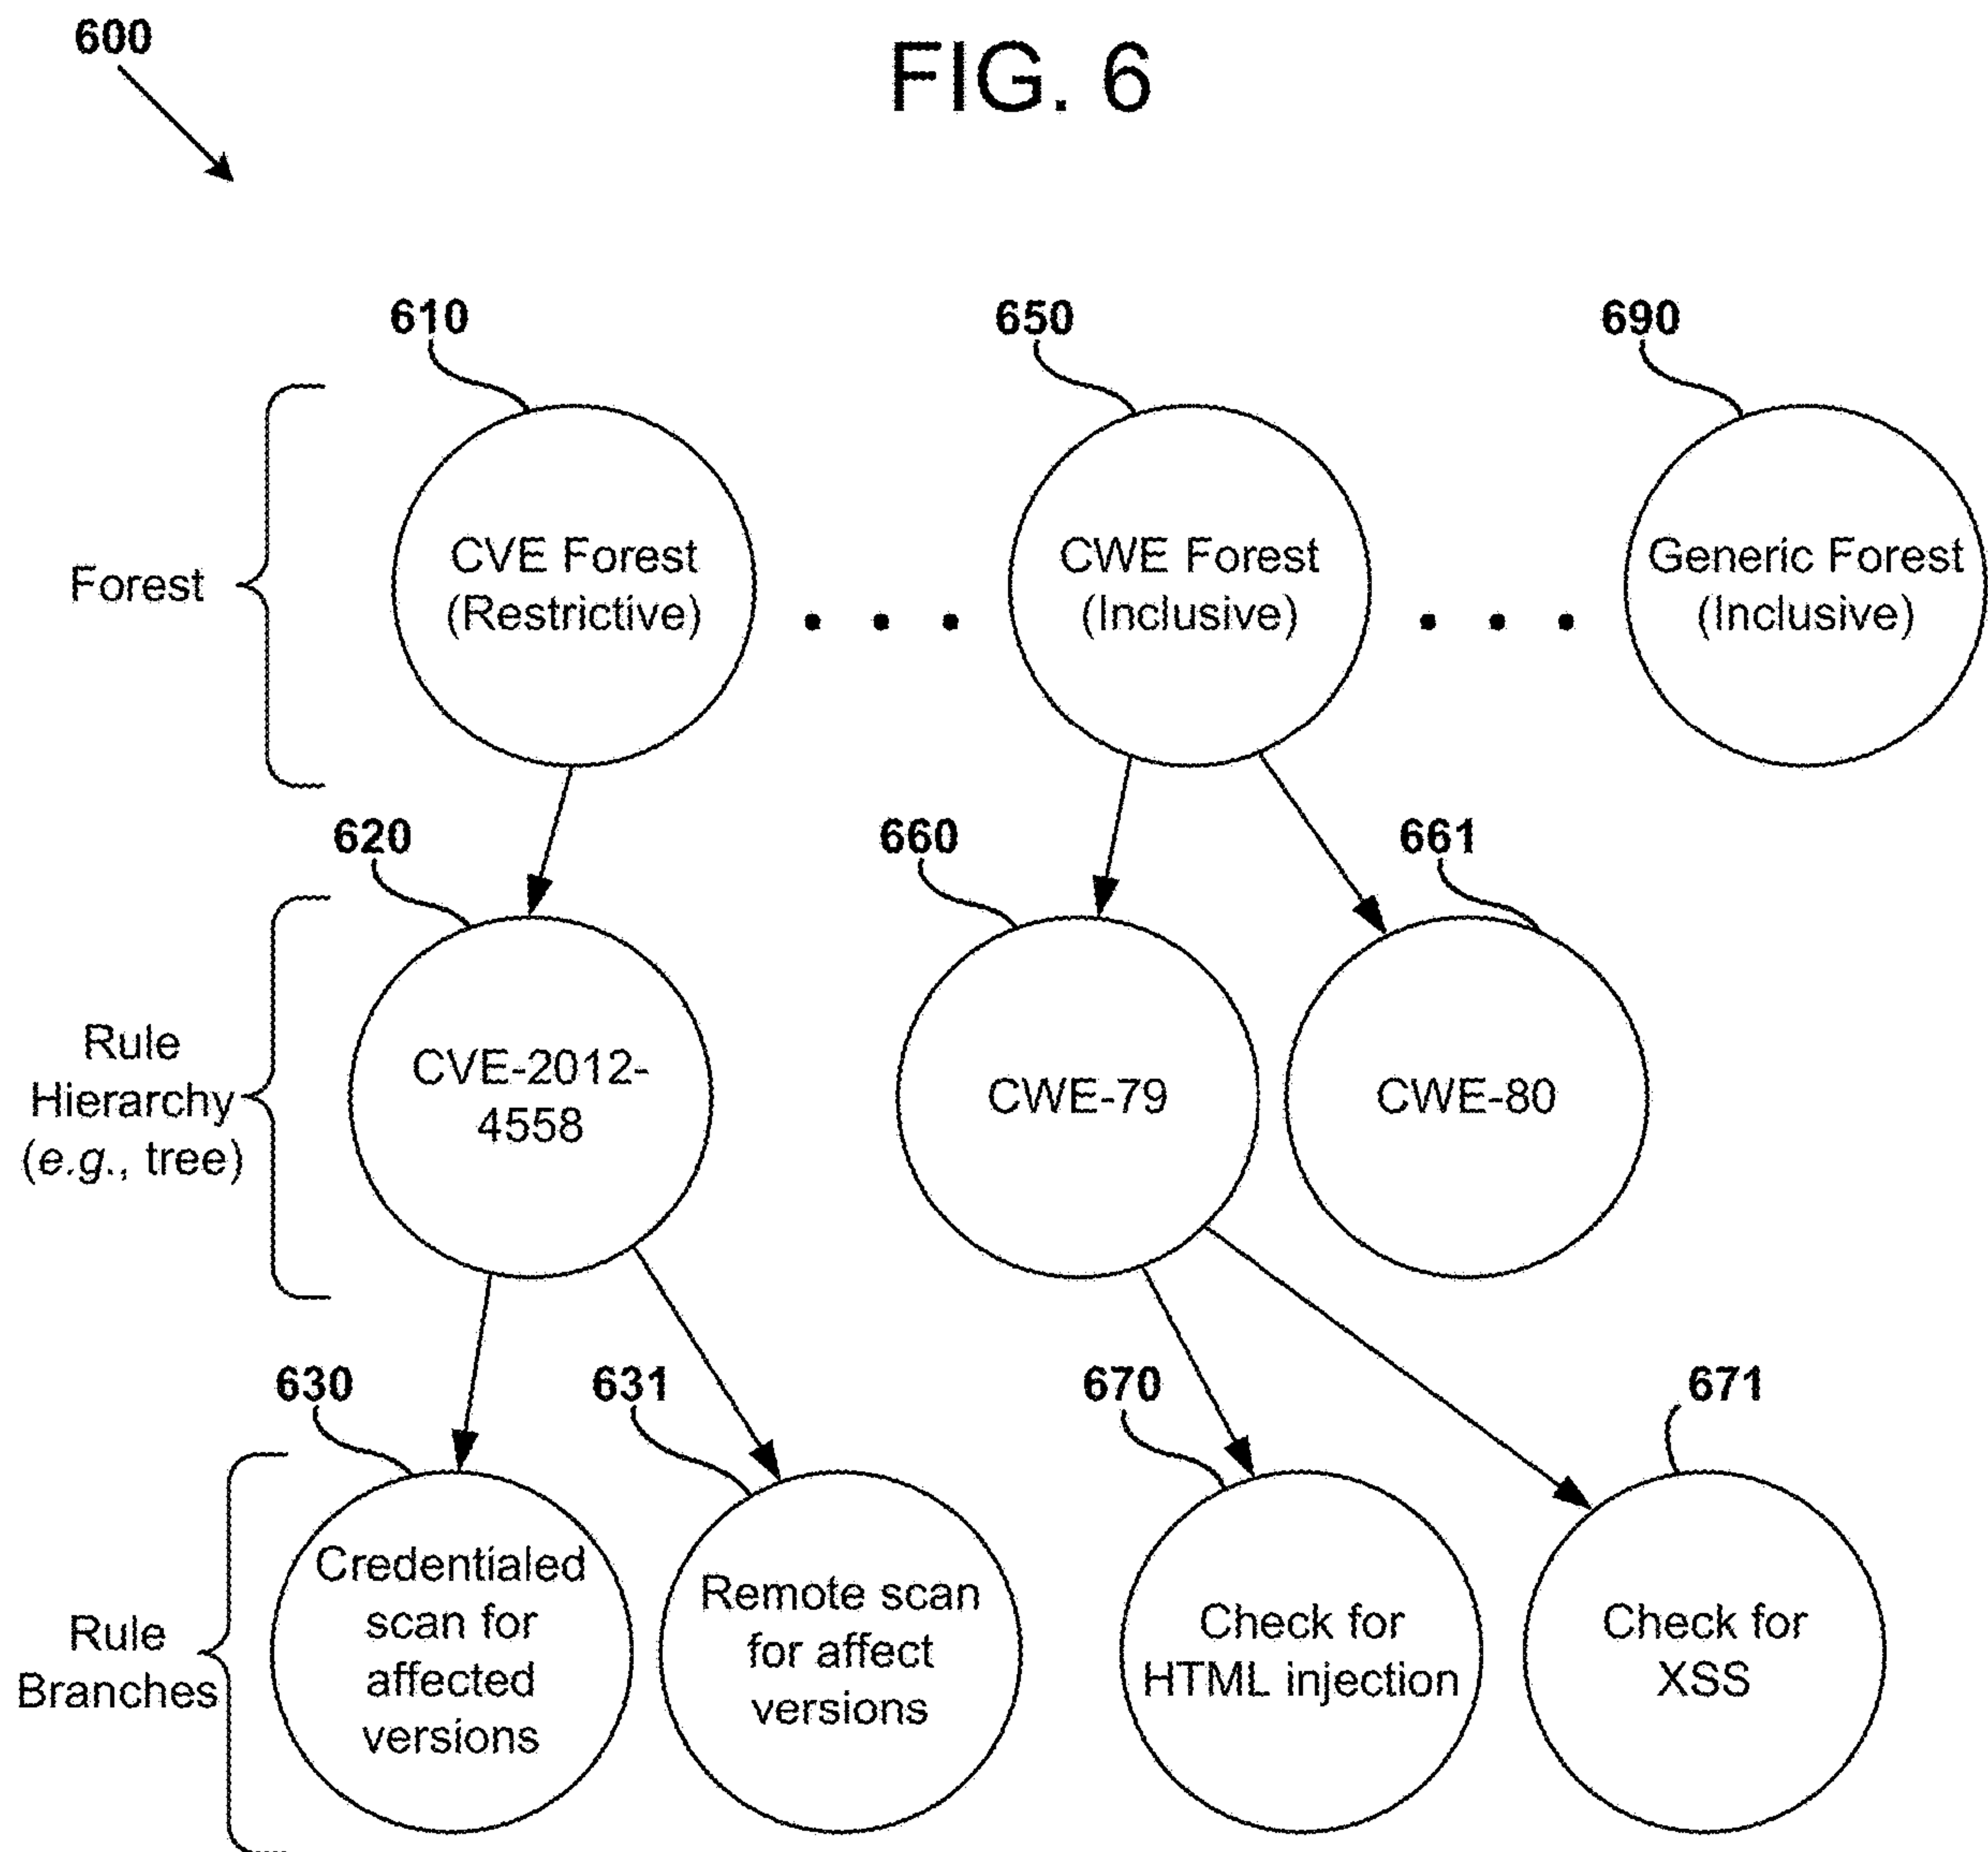 600
FIG. 6
610
650
690
Forest
CVE Forest
(Restrictive)
CWE Forest
(Inclusive)
Generic Forest
(Inclusive)
620
660
661
Rule
Hierarchy
(e.g., tree)
CVE-2012-
4558
CWE-79
CWE-80
630
631
670
671
Rule
Branches
Credentialed
scan for
affected
versions
Remote scan
for affect
versions
Check for
HTML injection
Check for
XSS